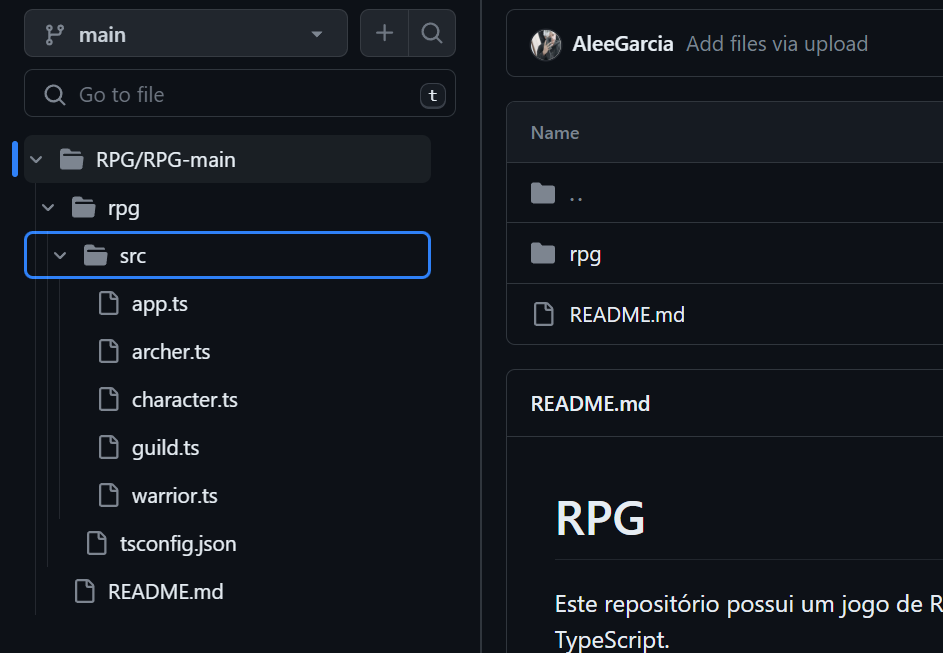 main
Go to file
t
RPG/RPG-main
rpg
src
app.ts
archer.ts
character.ts
guild.ts
warrior.ts
tsconfig.json
README.md
AleeGarcia Add files via upload
Name
..
rpg
README.md
README.md
RPG
Este repositório possui um jogo de R
TypeScript.